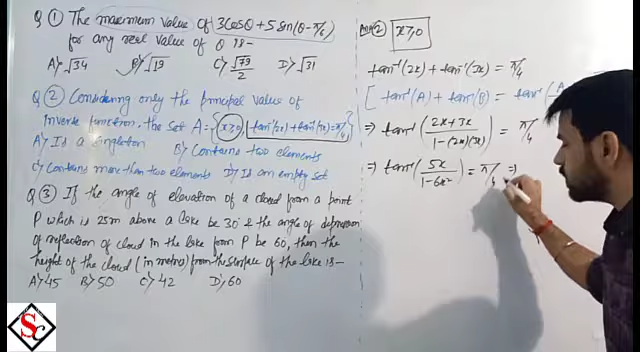 Q ① The maximum value of 3Cosθ + 5 Sin(θ - π/6)
for any real value of θ is -
A> √34 B> √19 C> √79/2 D> √31
Q ② Considering only the principal value of
inverse function, the set A = { x≥0, tan⁻¹(2x) + tan⁻¹(3x) = π/4 }
A> Is a singleton B> Contains two elements
C> Contains more than two elements D> Is an empty set
Q ③ If the angle of elevation of a cloud from a point
P which is 25m above a lake be 30° & the angle of depression
of reflection of cloud in the lake from P be 60°, then the
height of the cloud (in metres) from the surface of the lake is -
A> 45 B> 50 C> 42 D> 60
2 x≥0
tan⁻¹(2x) + tan⁻¹(3x) = π/4
[ tan⁻¹(A) + tan⁻¹(B) = tan⁻¹ ( A
⇒ tan⁻¹ ( 2x+3x / 1-(2x)(3x) ) = π/4
⇒ tan⁻¹ ( 5x / 1-6x² ) = π/4 ⇒
SC